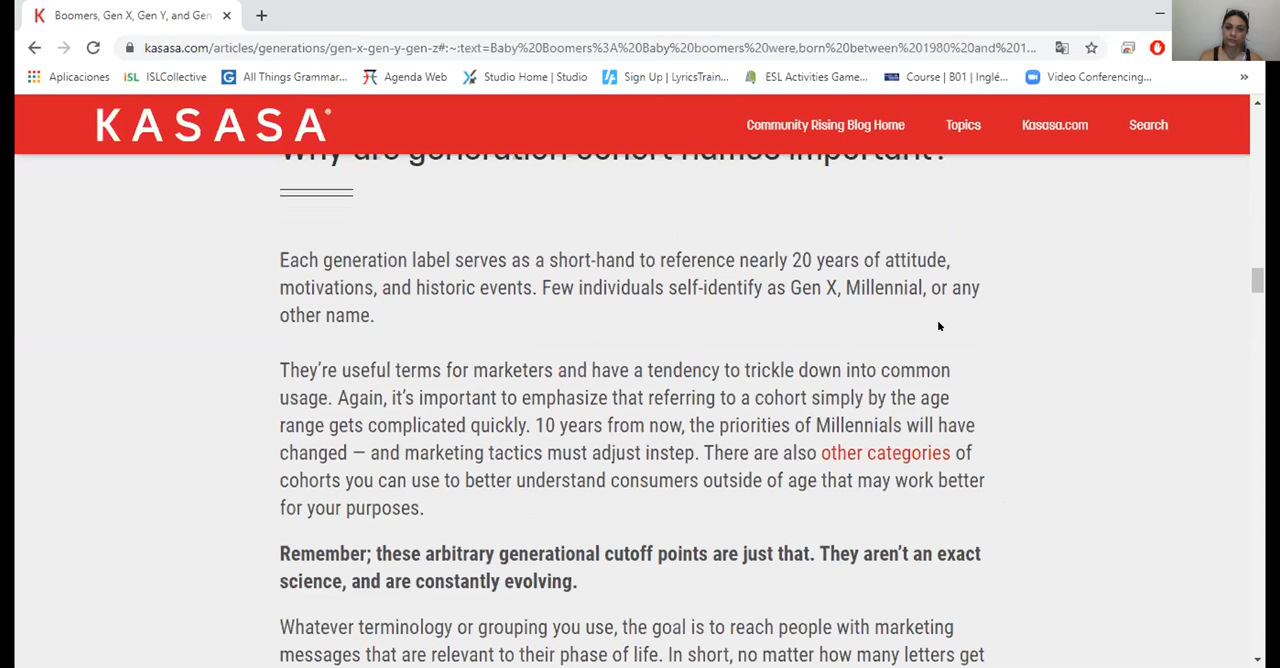 Boomers, Gen X, Gen Y, and Gen
kasasa.com/articles/generations/gen-x-gen-y-gen-z#:~:text=Baby%20Boomers%3A%20Baby%20boomers%20were,born%20between%201980%20and%201...
Aplicaciones iSL ISLCollective All Things Grammar... Agenda Web Studio Home | Studio Sign Up | LyricsTrain... ESL Activities Game... Course | B01 | Inglé... Video Conferencing... »
KASASA® Community Rising Blog Home Topics Kasasa.com Search
Why are generation cohort names important?
Each generation label serves as a short-hand to reference nearly 20 years of attitude,
motivations, and historic events. Few individuals self-identify as Gen X, Millennial, or any
other name.
They're useful terms for marketers and have a tendency to trickle down into common
usage. Again, it's important to emphasize that referring to a cohort simply by the age
range gets complicated quickly. 10 years from now, the priorities of Millennials will have
changed — and marketing tactics must adjust instep. There are also other categories of
cohorts you can use to better understand consumers outside of age that may work better
for your purposes.
Remember; these arbitrary generational cutoff points are just that. They aren't an exact
science, and are constantly evolving.
Whatever terminology or grouping you use, the goal is to reach people with marketing
messages that are relevant to their phase of life. In short, no matter how many letters get